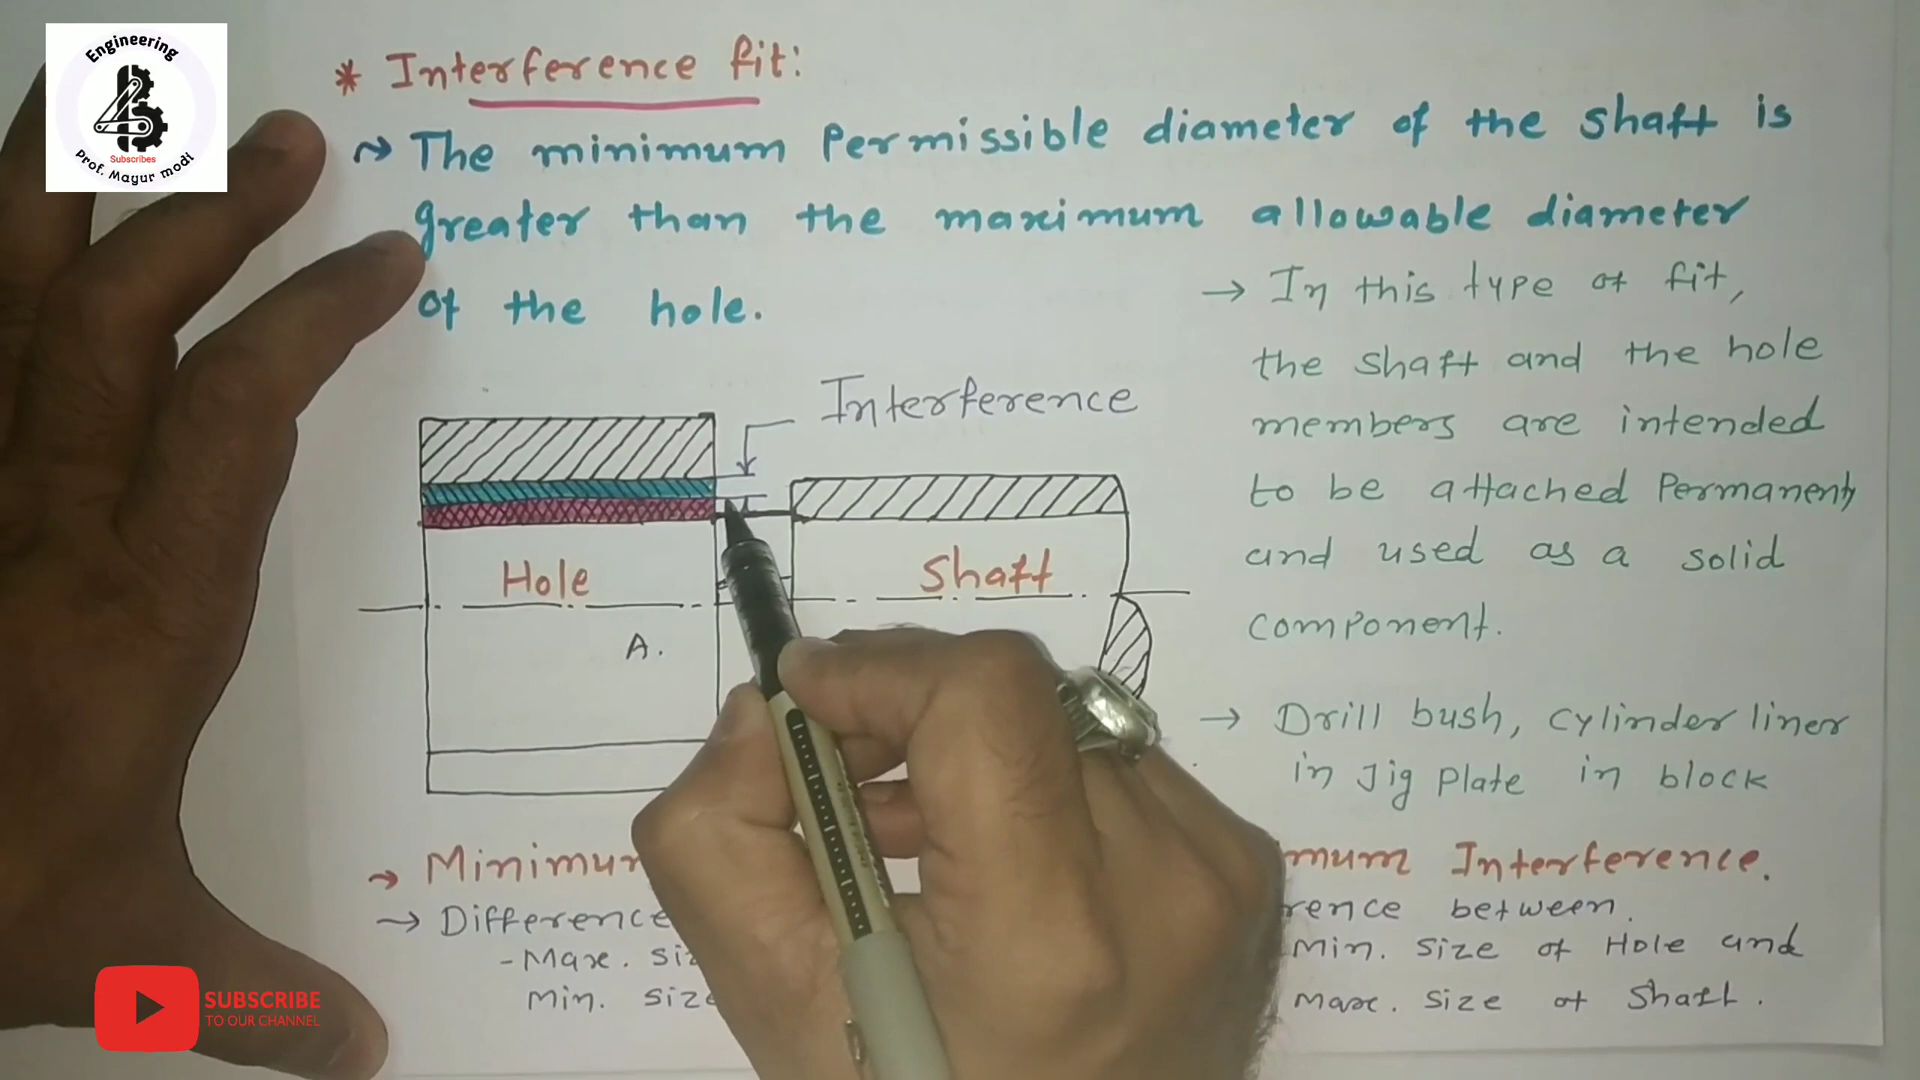 Engineering
Subscribes
Prof. Mayur modi
* Interference fit:
The minimum Permissible diameter of the shaft is
greater than the maximum allowable diameter
of the hole.
→ In this type of fit,
the shaft and the hole
members are intended
to be attached Permanenty
and used as a solid
component.
→ Drill bush, cylinder liner
in Jig Plate in block
Interference
Hole
Shaft
A.
→ Minimum
→ Difference
- Max. siz
Min. size
mum Interference.
rence between.
Min. size of Hole and
Max. size of shaft.
SUBSCRIBE
TO OUR CHANNEL